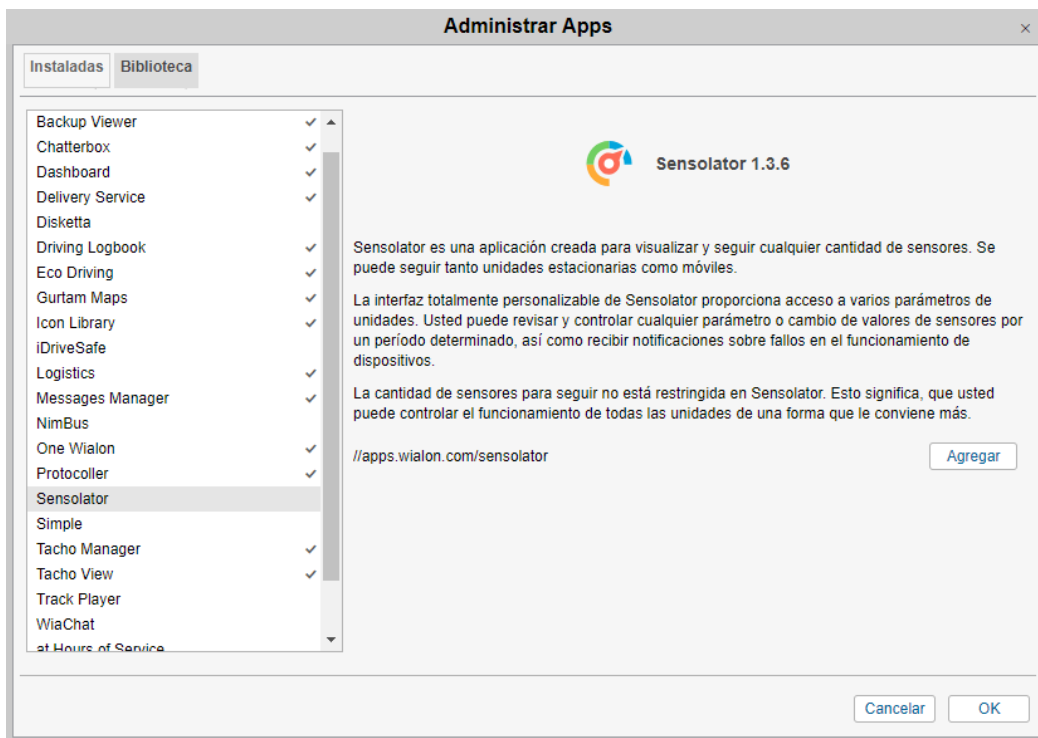 Administrar Apps
×
Instaladas
Biblioteca
Backup Viewer
Chatterbox
Dashboard
Delivery Service
Disketta
Driving Logbook
Eco Driving
Gurtam Maps
Icon Library
iDriveSafe
Logistics
Messages Manager
NimBus
One Wialon
Protocoller
Sensolator
Simple
Tacho Manager
Tacho View
Track Player
WiaChat
at Hours of Service
Sensolator 1.3.6
Sensolator es una aplicación creada para visualizar y seguir cualquier cantidad de sensores. Se
puede seguir tanto unidades estacionarias como móviles.
La interfaz totalmente personalizable de Sensolator proporciona acceso a varios parámetros de
unidades. Usted puede revisar y controlar cualquier parámetro o cambio de valores de sensores por
un período determinado, así como recibir notificaciones sobre fallos en el funcionamiento de
dispositivos.
La cantidad de sensores para seguir no está restringida en Sensolator. Esto significa, que usted
puede controlar el funcionamiento de todas las unidades de una forma que le conviene más.
//apps.wialon.com/sensolator
Agregar
Cancelar
OK